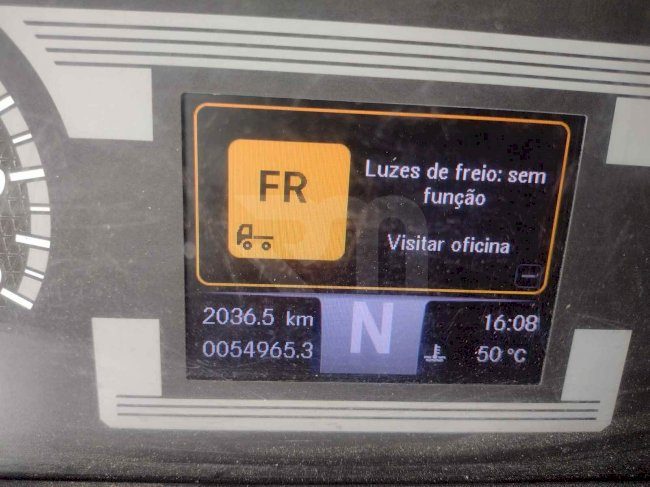 FR
Luzes de freio: sem
função
Visitar oficina
2036.5 km
N
16:08
0054965.3
50 °C